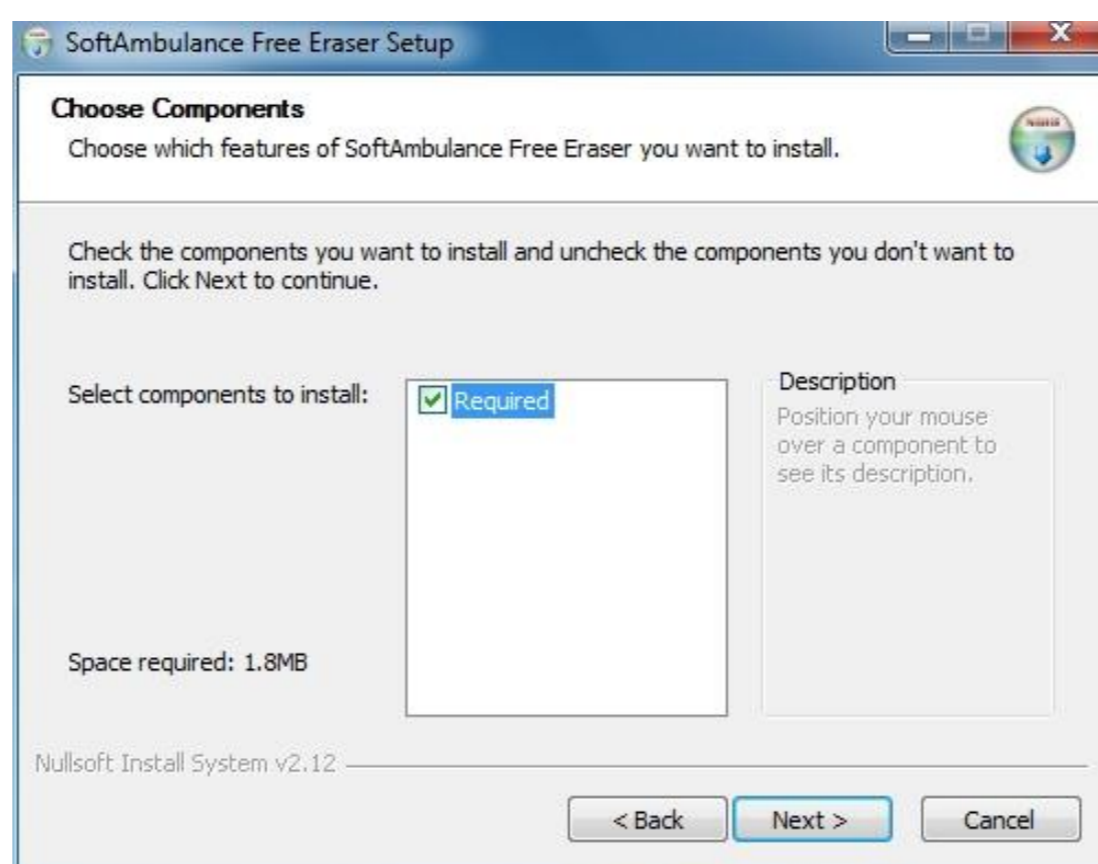 SoftAmbulance Free Eraser Setup
Choose Components
Choose which features of SoftAmbulance Free Eraser you want to install.
Check the components you want to install and uncheck the components you don't want to
install. Click Next to continue.
Select components to install:
Required
Description
Position your mouse
over a component to
see its description.
Space required: 1.8MB
Nullsoft Install System v2.12
< Back
Next >
Cancel